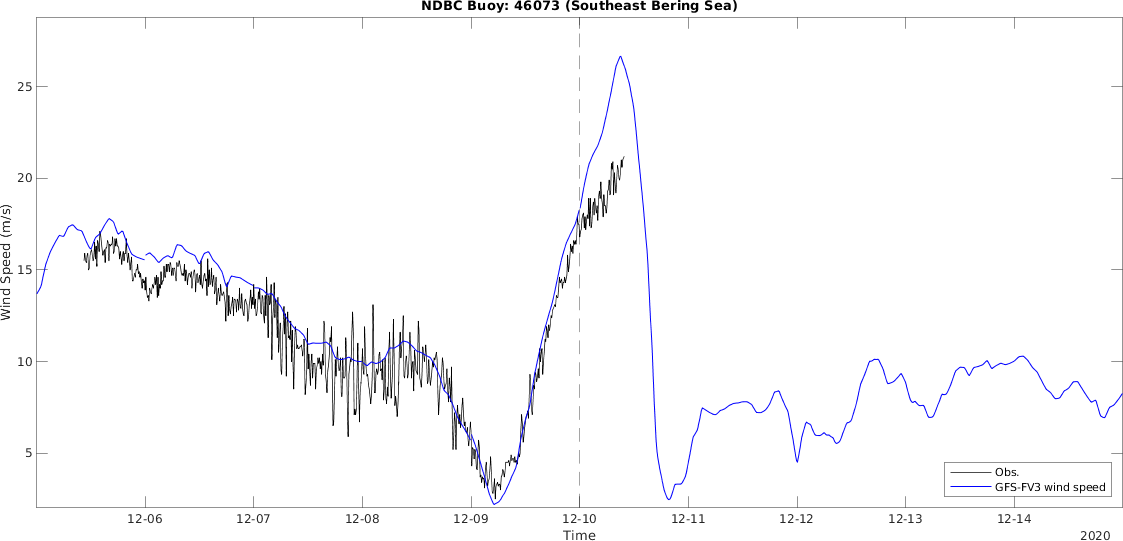 NDBC Buoy: 46073 (Southeast Bering Sea)
25
20
15
10
5
Wind Speed (m/s)
Obs.
GFS-FV3 wind speed
12-06 12-07 12-08 12-09 12-10 12-11 12-12 12-13 12-14
Time
2020